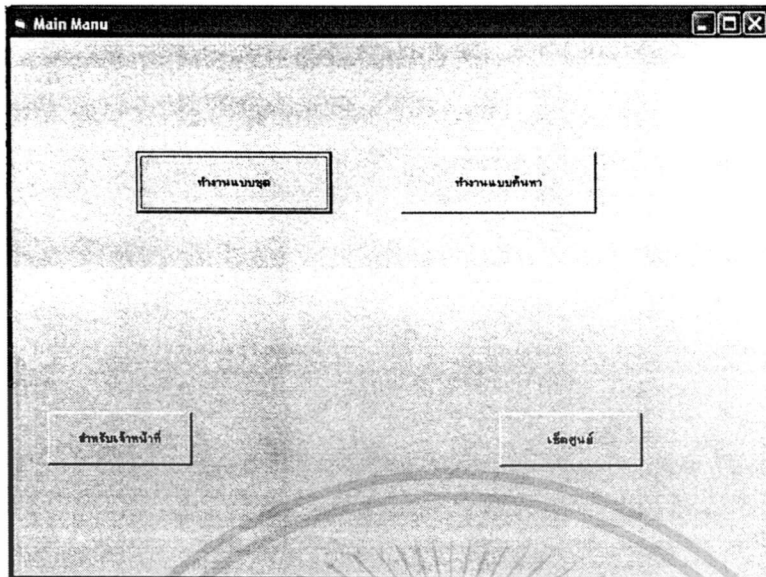 Main Manu
ทำงานแบบชุด
ทำงานแบบค้นหา
สำหรับเจ้าหน้าที่
เซ็ตศูนย์